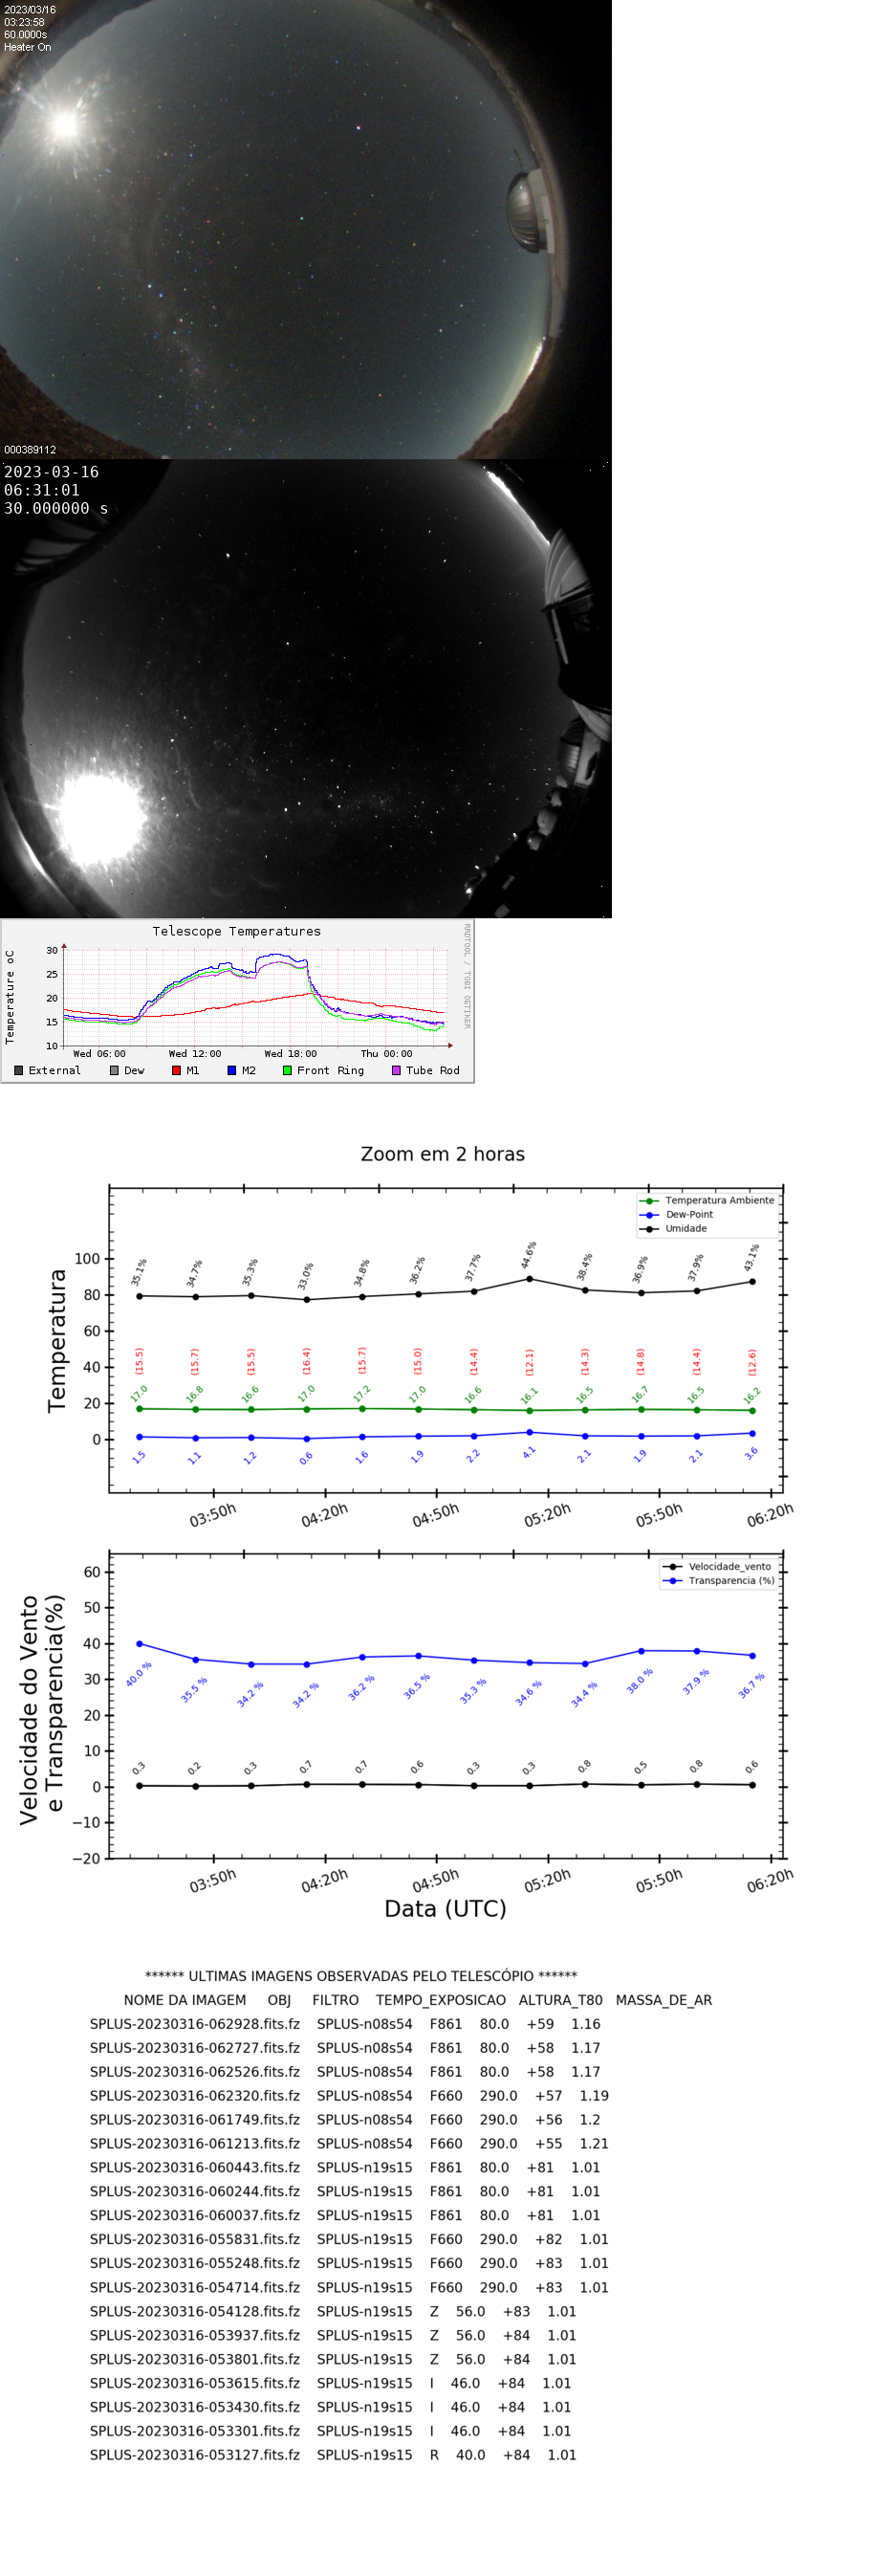 2023/03/16
03:23:58
60.0000s
Heater On
000389112
2023-03-16
06:31:01
30.000000 s
Telescope Temperatures
RRDTOOL / TOBI OETIKER
Temperature oC
30
25
20
15
10
Wed 06:00 Wed 12:00 Wed 18:00 Thu 00:00
External Dew M1 M2 Front Ring Tube Rod
Zoom em 2 horas
Temperatura Ambiente
Dew-Point
Umidade
Temperatura
100
80
60
40
20
0
35.1% 34.7% 35.3% 33.0% 34.8% 36.2% 37.7% 44.6% 38.4% 36.9% 37.9% 43.1%
(15.5) (15.7) (15.5) (16.4) (15.7) (15.0) (14.4) (12.1) (14.3) (14.8) (14.4) (12.6)
17.0 16.8 16.6 17.0 17.2 17.0 16.6 16.1 16.5 16.7 16.5 16.2
1.5 1.1 1.2 0.6 1.6 1.9 2.2 4.1 2.1 1.9 2.1 3.6
03:50h 04:20h 04:50h 05:20h 05:50h 06:20h
Velocidade_vento
Transparencia (%)
Velocidade do Vento
e Transparencia(%)
60
50
40
30
20
10
0
−10
−20
40.0 % 35.5 % 34.2 % 34.2 % 36.2 % 36.5 % 35.3 % 34.6 % 34.4 % 38.0 % 37.9 % 36.7 %
0.3 0.2 0.3 0.7 0.7 0.6 0.3 0.3 0.8 0.5 0.8 0.6
03:50h 04:20h 04:50h 05:20h 05:50h 06:20h
Data (UTC)
****** ULTIMAS IMAGENS OBSERVADAS PELO TELESCÓPIO ******
NOME DA IMAGEM OBJ FILTRO TEMPO_EXPOSICAO ALTURA_T80 MASSA_DE_AR
SPLUS-20230316-062928.fits.fz SPLUS-n08s54 F861 80.0 +59 1.16
SPLUS-20230316-062727.fits.fz SPLUS-n08s54 F861 80.0 +58 1.17
SPLUS-20230316-062526.fits.fz SPLUS-n08s54 F861 80.0 +58 1.17
SPLUS-20230316-062320.fits.fz SPLUS-n08s54 F660 290.0 +57 1.19
SPLUS-20230316-061749.fits.fz SPLUS-n08s54 F660 290.0 +56 1.2
SPLUS-20230316-061213.fits.fz SPLUS-n08s54 F660 290.0 +55 1.21
SPLUS-20230316-060443.fits.fz SPLUS-n19s15 F861 80.0 +81 1.01
SPLUS-20230316-060244.fits.fz SPLUS-n19s15 F861 80.0 +81 1.01
SPLUS-20230316-060037.fits.fz SPLUS-n19s15 F861 80.0 +81 1.01
SPLUS-20230316-055831.fits.fz SPLUS-n19s15 F660 290.0 +82 1.01
SPLUS-20230316-055248.fits.fz SPLUS-n19s15 F660 290.0 +83 1.01
SPLUS-20230316-054714.fits.fz SPLUS-n19s15 F660 290.0 +83 1.01
SPLUS-20230316-054128.fits.fz SPLUS-n19s15 Z 56.0 +83 1.01
SPLUS-20230316-053937.fits.fz SPLUS-n19s15 Z 56.0 +84 1.01
SPLUS-20230316-053801.fits.fz SPLUS-n19s15 Z 56.0 +84 1.01
SPLUS-20230316-053615.fits.fz SPLUS-n19s15 I 46.0 +84 1.01
SPLUS-20230316-053430.fits.fz SPLUS-n19s15 I 46.0 +84 1.01
SPLUS-20230316-053301.fits.fz SPLUS-n19s15 I 46.0 +84 1.01
SPLUS-20230316-053127.fits.fz SPLUS-n19s15 R 40.0 +84 1.01